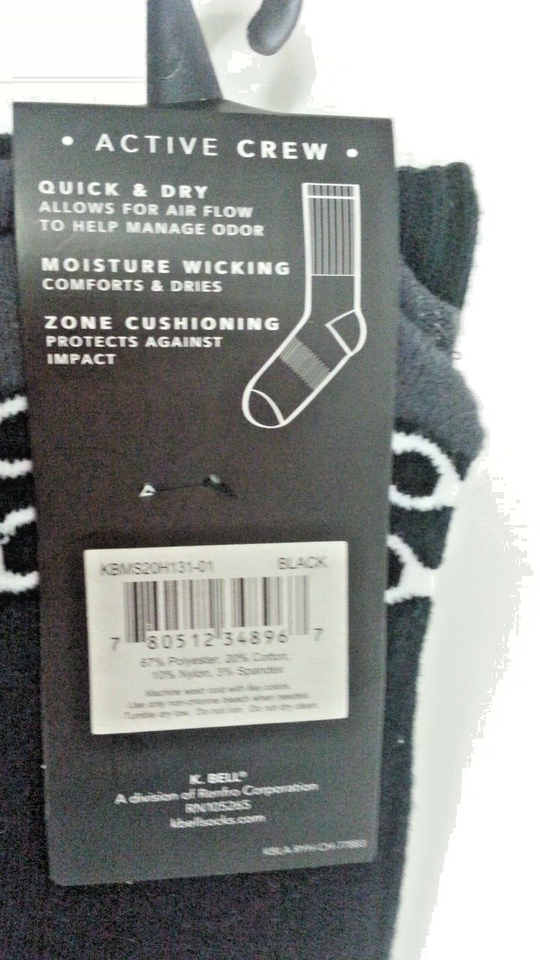 • ACTIVE CREW •
QUICK & DRY
ALLOWS FOR AIR FLOW
TO HELP MANAGE ODOR
MOISTURE WICKING
COMFORTS & DRIES
ZONE CUSHIONING
PROTECTS AGAINST
IMPACT
KBMS20H131-01 BLACK
7 80512 34896 7
67% Polyester, 20% Cotton,
10% Nylon, 3% Spandex
Machine wash cold with like colors.
Use only non-chlorine bleach when needed.
Tumble dry low. Do not iron. Do not dry clean.
K. BELL®
A division of Renfro Corporation
RN105265
kbellsocks.com